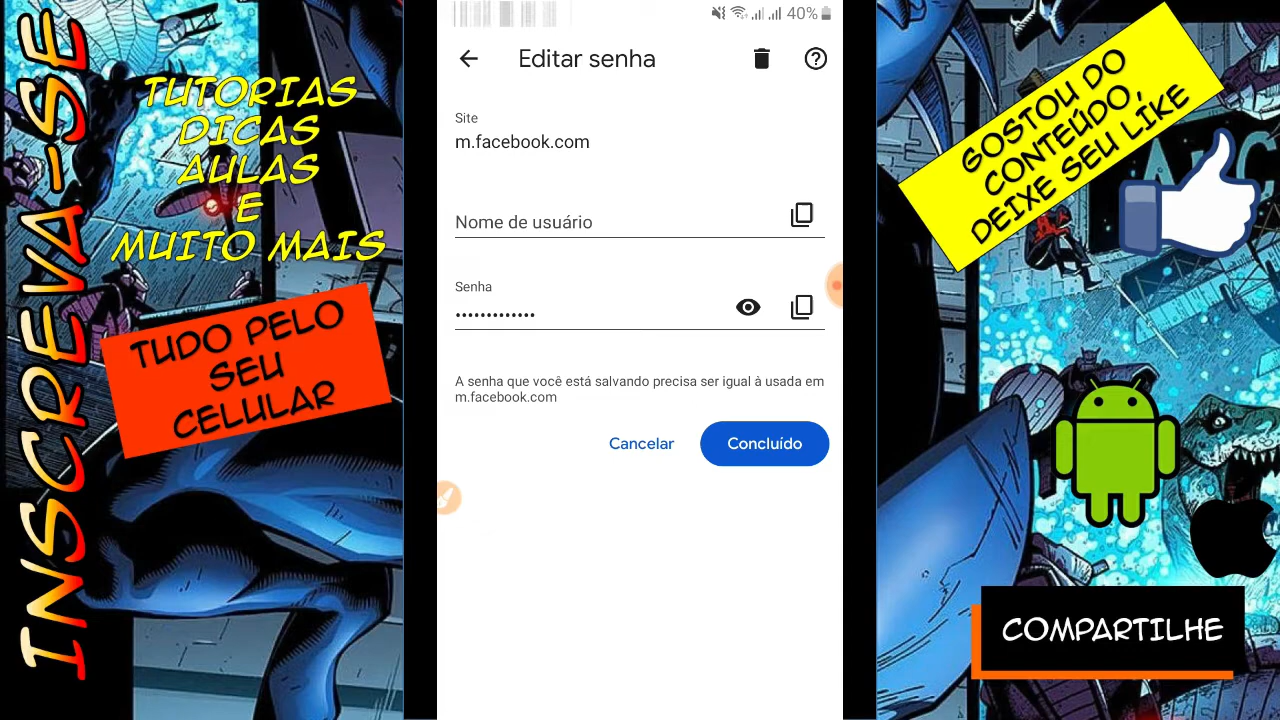 INSCREVA-SE
TUTORIAS
DICAS
AULAS
E
MUITO MAIS
TUDO PELO
SEU
CELULAR
40%
Editar senha
Site
m.facebook.com
Nome de usuário
Senha
•••••••••••••
A senha que você está salvando precisa ser igual à usada em
m.facebook.com
Cancelar
Concluído
GOSTOU DO
CONTEÚDO,
DEIXE SEU LIKE
COMPARTILHE